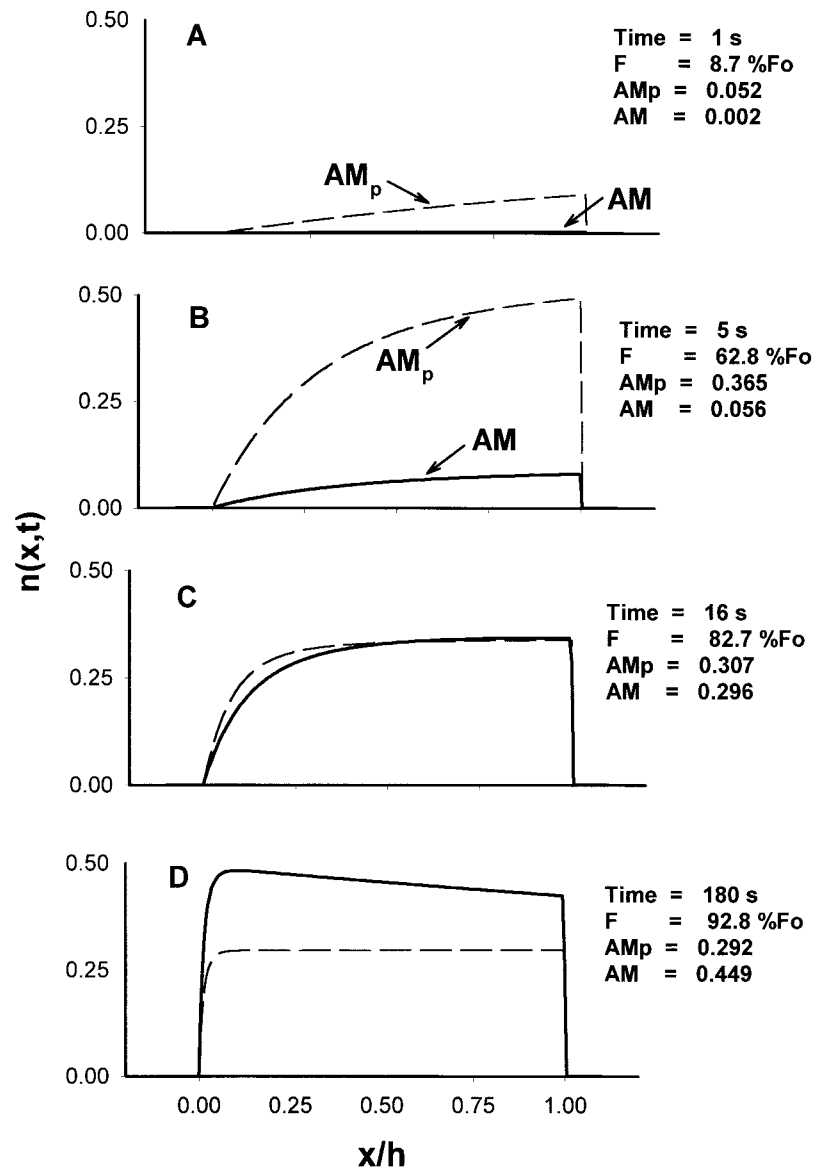 A
0.50
0.25
0.00
AMp
AM
Time = 1 s
F = 8.7 %Fo
AMp = 0.052
AM = 0.002
B
0.50
0.25
0.00
AMp
AM
Time = 5 s
F = 62.8 %Fo
AMp = 0.365
AM = 0.056
n(x,t)
C
0.50
0.25
0.00
Time = 16 s
F = 82.7 %Fo
AMp = 0.307
AM = 0.296
D
0.50
0.25
0.00
Time = 180 s
F = 92.8 %Fo
AMp = 0.292
AM = 0.449
0.00 0.25 0.50 0.75 1.00
x/h